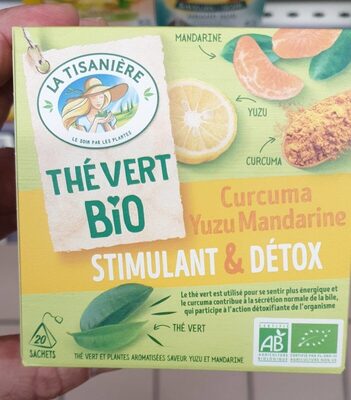 LA TISANIÈRE
LE SOIN PAR LES PLANTES
MANDARINE
YUZU
CURCUMA
THÉ VERT
BiO
Curcuma
Yuzu Mandarine
STIMULANT & DÉTOX
Le thé vert est utilisé pour se sentir plus énergique et
le curcuma contribue à la sécrétion normale de la bile,
qui participe à l'action détoxifiante de l'organisme
THÉ VERT
20
SACHETS
THÉ VERT ET PLANTES AROMATISÉES SAVEUR YUZU ET MANDARINE
CERTIFIÉ
AB
AGRICULTURE
BIOLOGIQUE